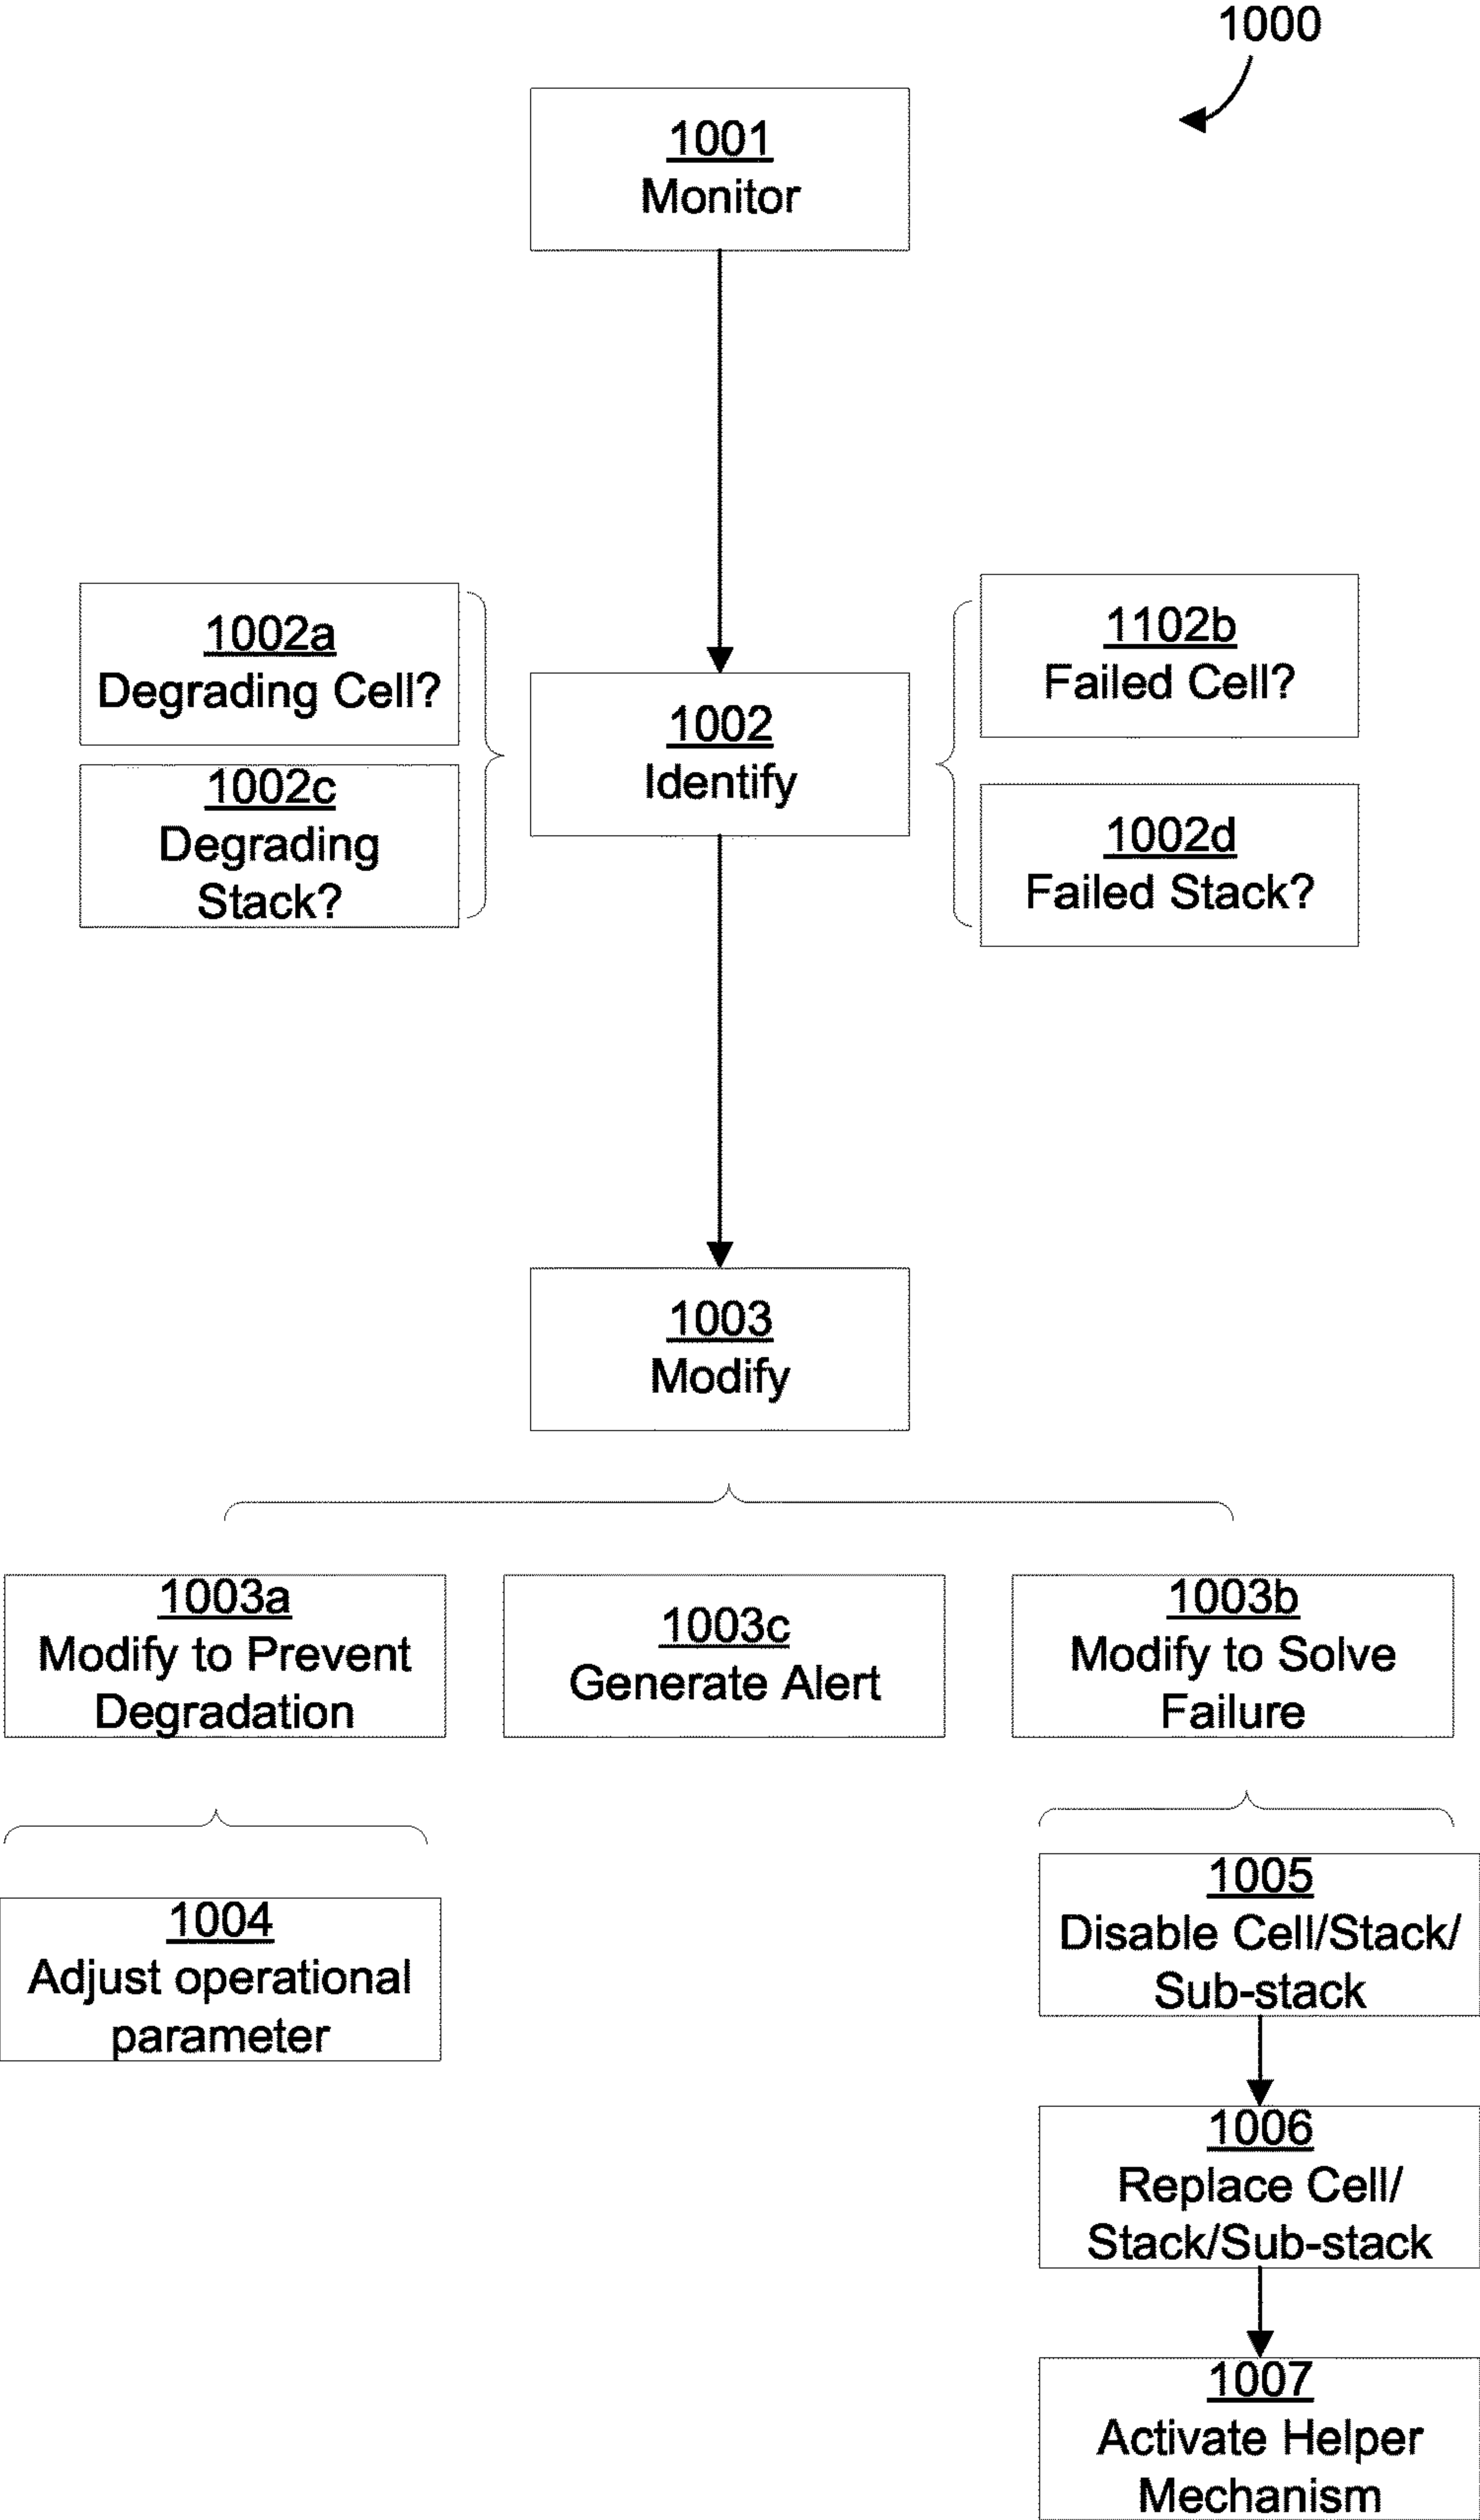 1000
1001
Monitor
1002a
Degrading Cell?
1002c
Degrading
Stack?
1002
Identify
1102b
Failed Cell?
1002d
Failed Stack?
1003
Modify
1003a
Modify to Prevent
Degradation
1003c
Generate Alert
1003b
Modify to Solve
Failure
1004
Adjust operational
parameter
1005
Disable Cell/Stack/
Sub-stack
1006
Replace Cell/
Stack/Sub-stack
1007
Activate Helper
Mechanism